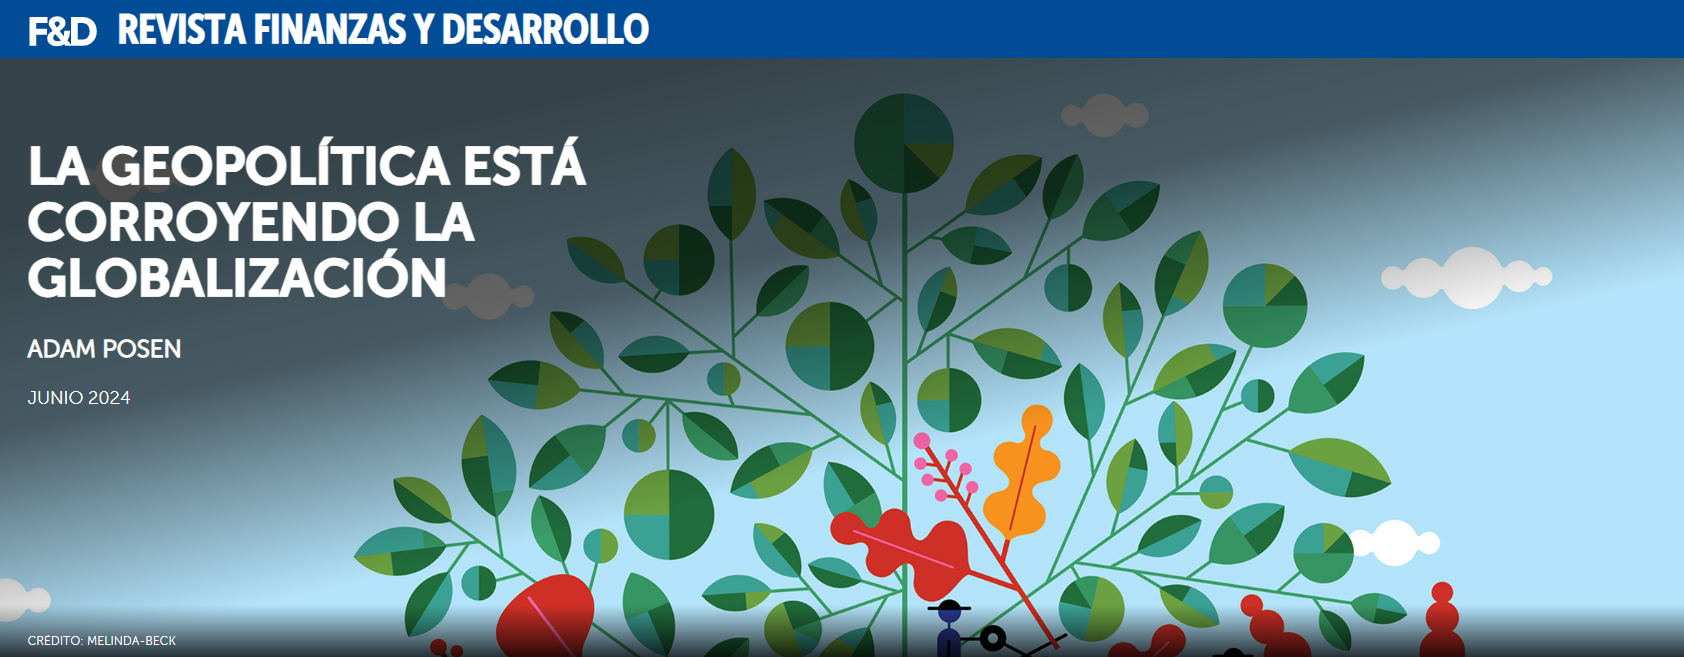 F&D REVISTA FINANZAS Y DESARROLLO
LA GEOPOLÍTICA ESTÁ
CORROYENDO LA
GLOBALIZACIÓN
ADAM POSEN
JUNIO 2024
CRÉDITO: MELINDA-BECK